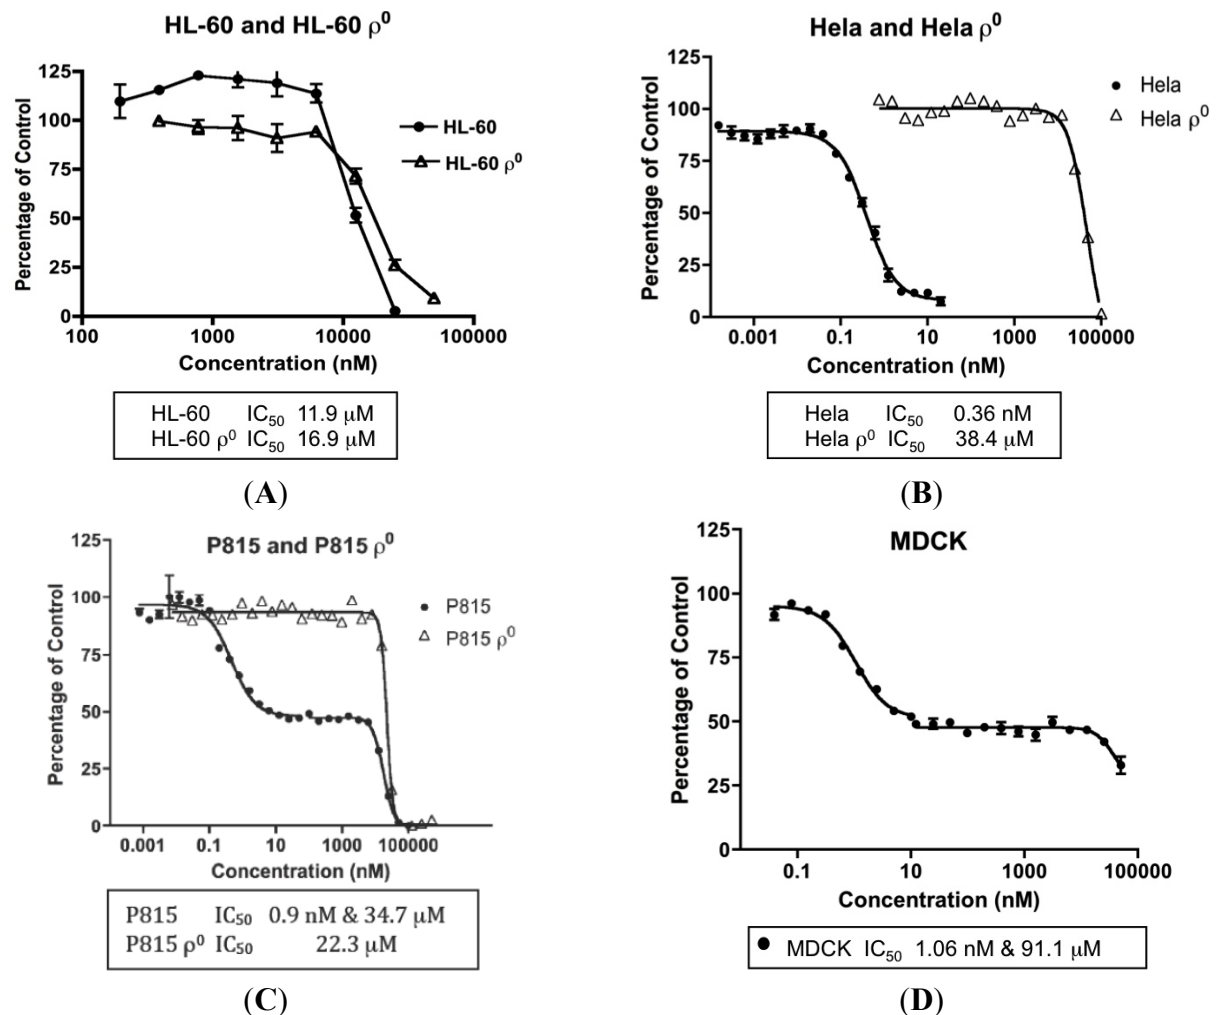 HL-60 and HL-60 ρ⁰
Percentage of Control
125
100
75
50
25
0
100
1000
10000
100000
Concentration (nM)
HL-60
HL-60 ρ⁰
HL-60 IC₅₀ 11.9 μM
HL-60 ρ⁰ IC₅₀ 16.9 μM
(A)
Hela and Hela ρ⁰
Percentage of Control
125
100
75
50
25
0
0.001
0.1
10
1000
100000
Concentration (nM)
Hela
Hela ρ⁰
Hela IC₅₀ 0.36 nM
Hela ρ⁰ IC₅₀ 38.4 μM
(B)
P815 and P815 ρ⁰
Percentage of Control
125
100
75
50
25
0
0.001
0.1
10
1000
100000
Concentration (nM)
P815
P815 ρ⁰
P815 IC₅₀ 0.9 nM & 34.7 μM
P815 ρ⁰ IC₅₀ 22.3 μM
(C)
MDCK
Percentage of Control
125
100
75
50
25
0
0.1
10
1000
100000
Concentration (nM)
MDCK IC₅₀ 1.06 nM & 91.1 μM
(D)